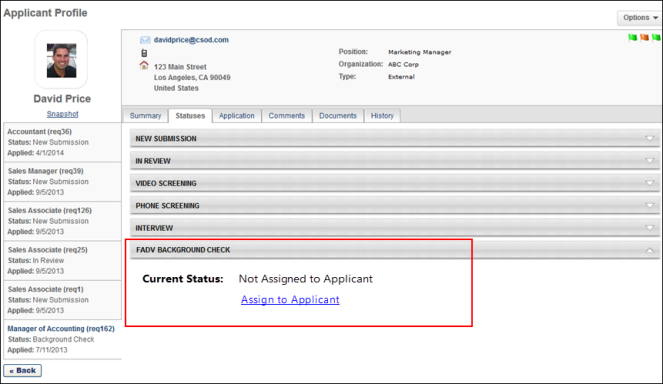 Applicant Profile
Options
davidprice@csod.com
123 Main Street
Los Angeles, CA 90049
United States
Position: Marketing Manager
Organization: ABC Corp
Type: External
David Price
Snapshot
Accountant (req36)
Status: New Submission
Applied: 4/1/2014
Sales Manager (req39)
Status: New Submission
Applied: 9/5/2013
Sales Associate (req126)
Status: New Submission
Applied: 9/5/2013
Sales Associate (req25)
Status: In Review
Applied: 9/5/2013
Sales Associate (req1)
Status: New Submission
Applied: 9/5/2013
Manager of Accounting (req162)
Status: Background Check
Applied: 7/11/2013
« Back
Summary Statuses Application Comments Documents History
NEW SUBMISSION
IN REVIEW
VIDEO SCREENING
PHONE SCREENING
INTERVIEW
FADV BACKGROUND CHECK
Current Status: Not Assigned to Applicant
Assign to Applicant